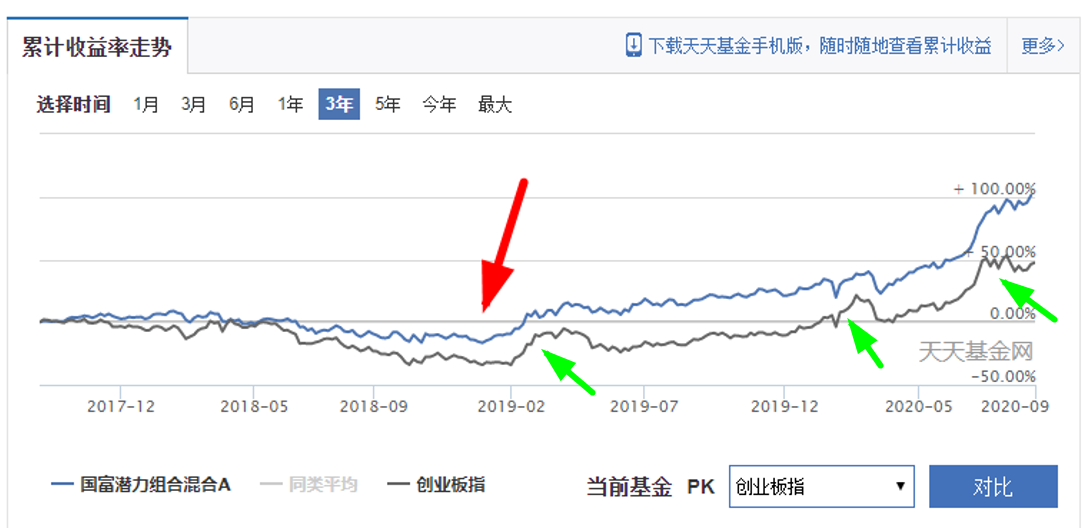 累计收益率走势
下载天天基金手机版，随时随地查看累计收益
更多>
选择时间 1月 3月 6月 1年 3年 5年 今年 最大
+ 100.00%
+ 50.00%
0.00%
天天基金网
-50.00%
2017-12 2018-05 2018-09 2019-02 2019-07 2019-12 2020-05 2020-09
国富潜力组合混合A 同类平均 创业板指 当前基金 PK 创业板指 对比